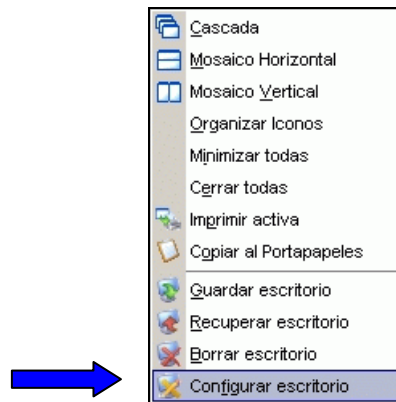 Cascada
Mosaico Horizontal
Mosaico Vertical
Organizar Iconos
Minimizar todas
Cerrar todas
Imprimir activa
Copiar al Portapapeles
Guardar escritorio
Recuperar escritorio
Borrar escritorio
Configurar escritorio